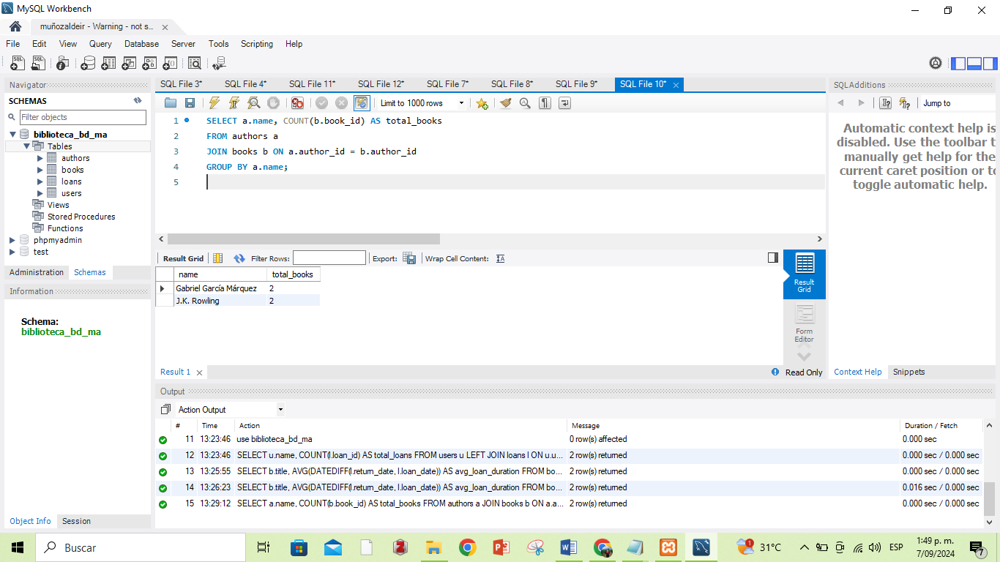 MySQL Workbench
muñozaldeir - Warning - not s...
File Edit View Query Database Server Tools Scripting Help
Navigator
SCHEMAS
Filter objects
biblioteca_bd_ma
Tables
authors
books
loans
users
Views
Stored Procedures
Functions
phpmyadmin
test
Administration Schemas
Information
Schema:
biblioteca_bd_ma
Object Info Session
SQL File 3* SQL File 4* SQL File 11* SQL File 12* SQL File 7* SQL File 8* SQL File 9* SQL File 10*
Limit to 1000 rows
1 SELECT a.name, COUNT(b.book_id) AS total_books
2 FROM authors a
3 JOIN books b ON a.author_id = b.author_id
4 GROUP BY a.name;
5
Result Grid Filter Rows: Export: Wrap Cell Content:
name total_books
Gabriel García Márquez 2
J.K. Rowling 2
Result Grid
Form Editor
Result 1
Read Only
SQLAdditions
Jump to
Automatic context help is
disabled. Use the toolbar t
manually get help for the
current caret position or to
toggle automatic help.
Context Help Snippets
Output
Action Output
# Time Action Message Duration / Fetch
11 13:23:46 use biblioteca_bd_ma 0 row(s) affected 0.000 sec
12 13:23:46 SELECT u.name, COUNT(l.loan_id) AS total_loans FROM users u LEFT JOIN loans l ON u.u... 2 row(s) returned 0.000 sec / 0.000 sec
13 13:25:55 SELECT b.title, AVG(DATEDIFF(l.return_date, l.loan_date)) AS avg_loan_duration FROM bo... 2 row(s) returned 0.000 sec / 0.000 sec
14 13:26:23 SELECT b.title, AVG(DATEDIFF(l.return_date, l.loan_date)) AS avg_loan_duration FROM bo... 2 row(s) returned 0.016 sec / 0.000 sec
15 13:29:12 SELECT a.name, COUNT(b.book_id) AS total_books FROM authors a JOIN books b ON a.a... 2 row(s) returned 0.000 sec / 0.000 sec
Buscar
31°C
ESP
1:49 p. m.
7/09/2024
7